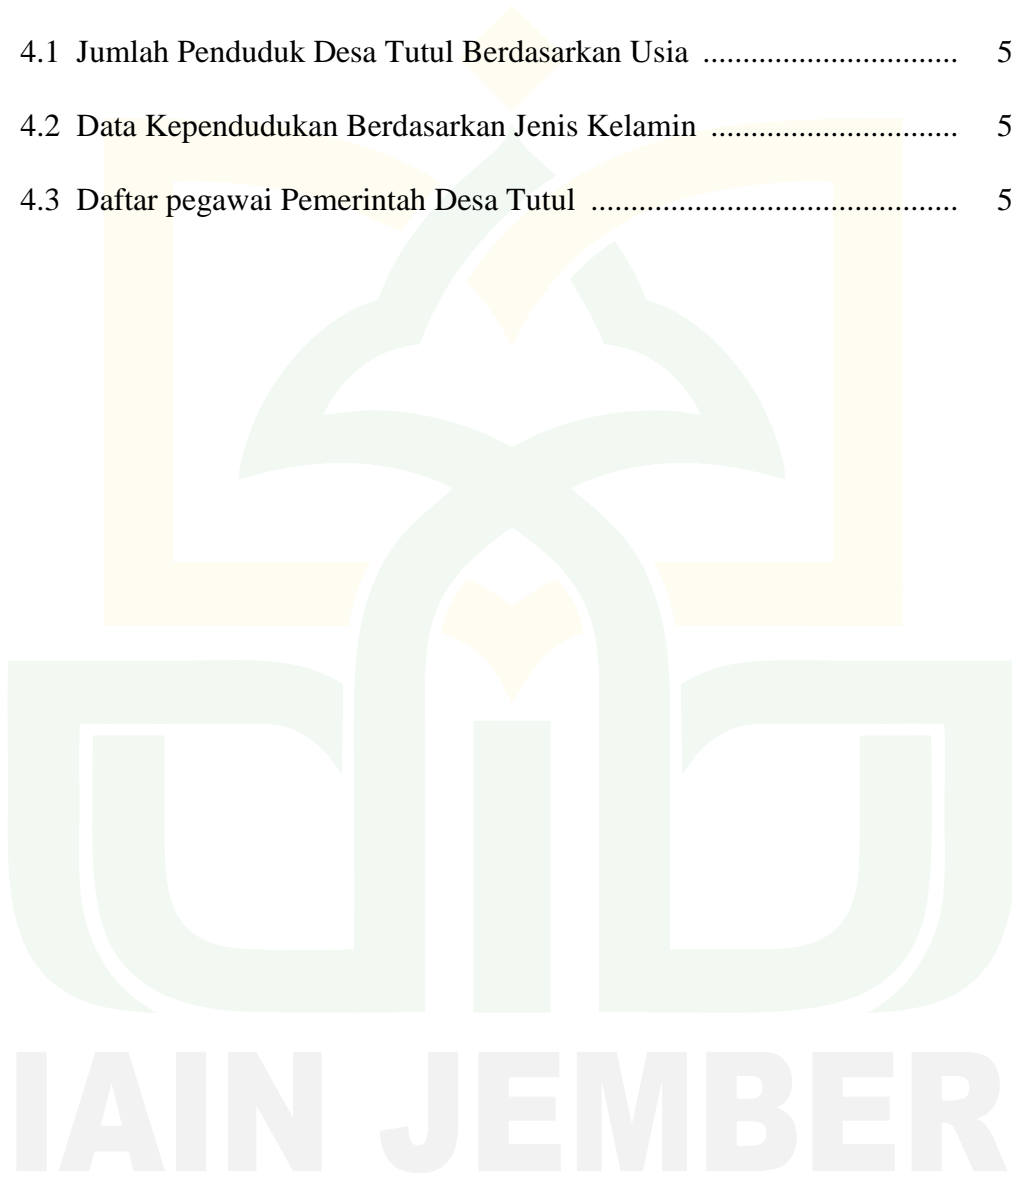 4.1 Jumlah Penduduk Desa Tutul Berdasarkan Usia ................................ 5
4.2 Data Kependudukan Berdasarkan Jenis Kelamin ............................... 5
4.3 Daftar pegawai Pemerintah Desa Tutul .............................................. 5
IAIN JEMBER